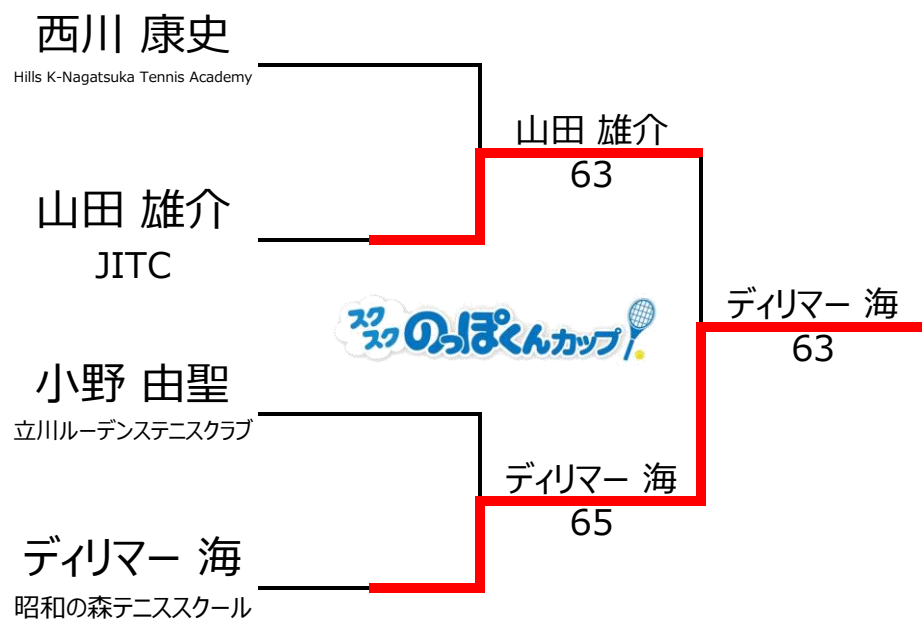 西川 康史
Hills K-Nagatsuka Tennis Academy
山田 雄介
63
山田 雄介
JITC
ディリマー 海
63
スクスク
のっぽくんカップ
小野 由聖
立川ルーデンステニスクラブ
ディリマー 海
65
ディリマー 海
昭和の森テニススクール